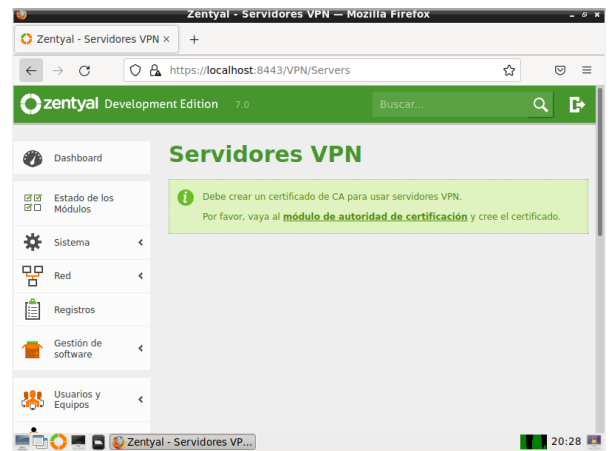 Zentyal - Servidores VPN — Mozilla Firefox
Zentyal - Servidores VPN
https://localhost:8443/VPN/Servers
zentyal Development Edition 7.0
Buscar...
Dashboard
Estado de los
Módulos
Sistema
Red
Registros
Gestión de
software
Usuarios y
Equipos
Servidores VPN
Debe crear un certificado de CA para usar servidores VPN.
Por favor, vaya al módulo de autoridad de certificación y cree el certificado.
Zentyal - Servidores VP...
20:28